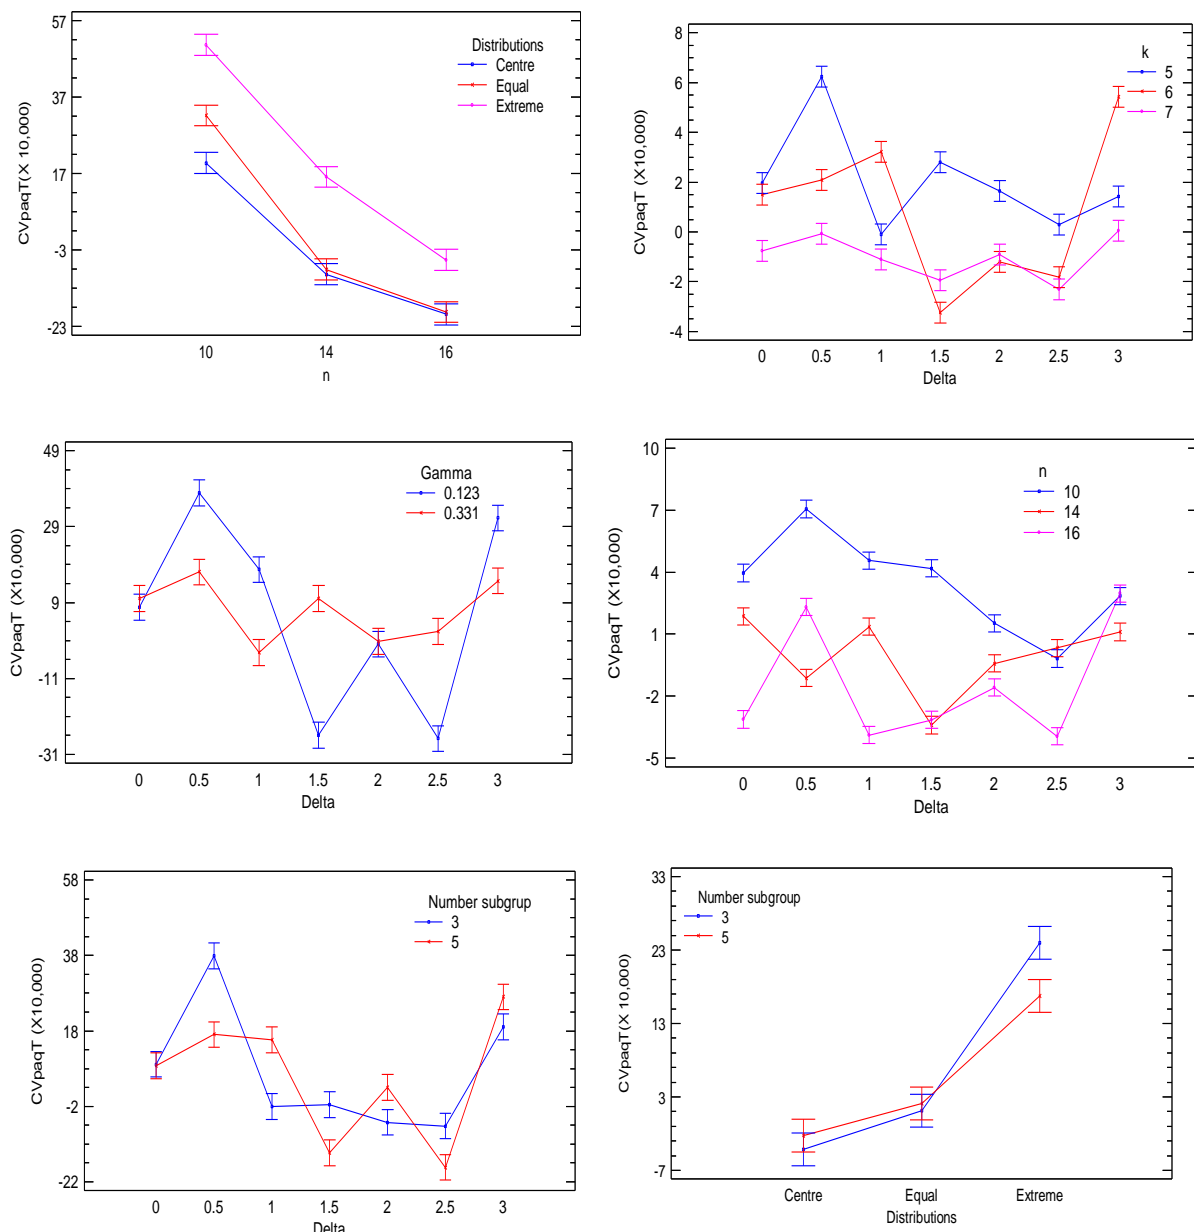 57
37
17
-3
-23
CVpaqT(X 10,000)
Distributions
Centre
Equal
Extreme
10 14 16
n
8
6
4
2
0
-2
-4
CVpaqT (X10,000)
k
5
6
7
0 0.5 1 1.5 2 2.5 3
Delta
49
29
9
-11
-31
CVpaqT (X10,000)
Gamma
0.123
0.331
0 0.5 1 1.5 2 2.5 3
Delta
10
7
4
1
-2
-5
CVpaqT (X10,000)
n
10
14
16
0 0.5 1 1.5 2 2.5 3
Delta
58
38
18
-2
-22
CVpaqT (X10,000)
Number subgrup
3
5
0 0.5 1 1.5 2 2.5 3
Delta
33
23
13
3
-7
CVpaqT(X 10,000)
Number subgroup
3
5
Centre Equal Extreme
Distributions